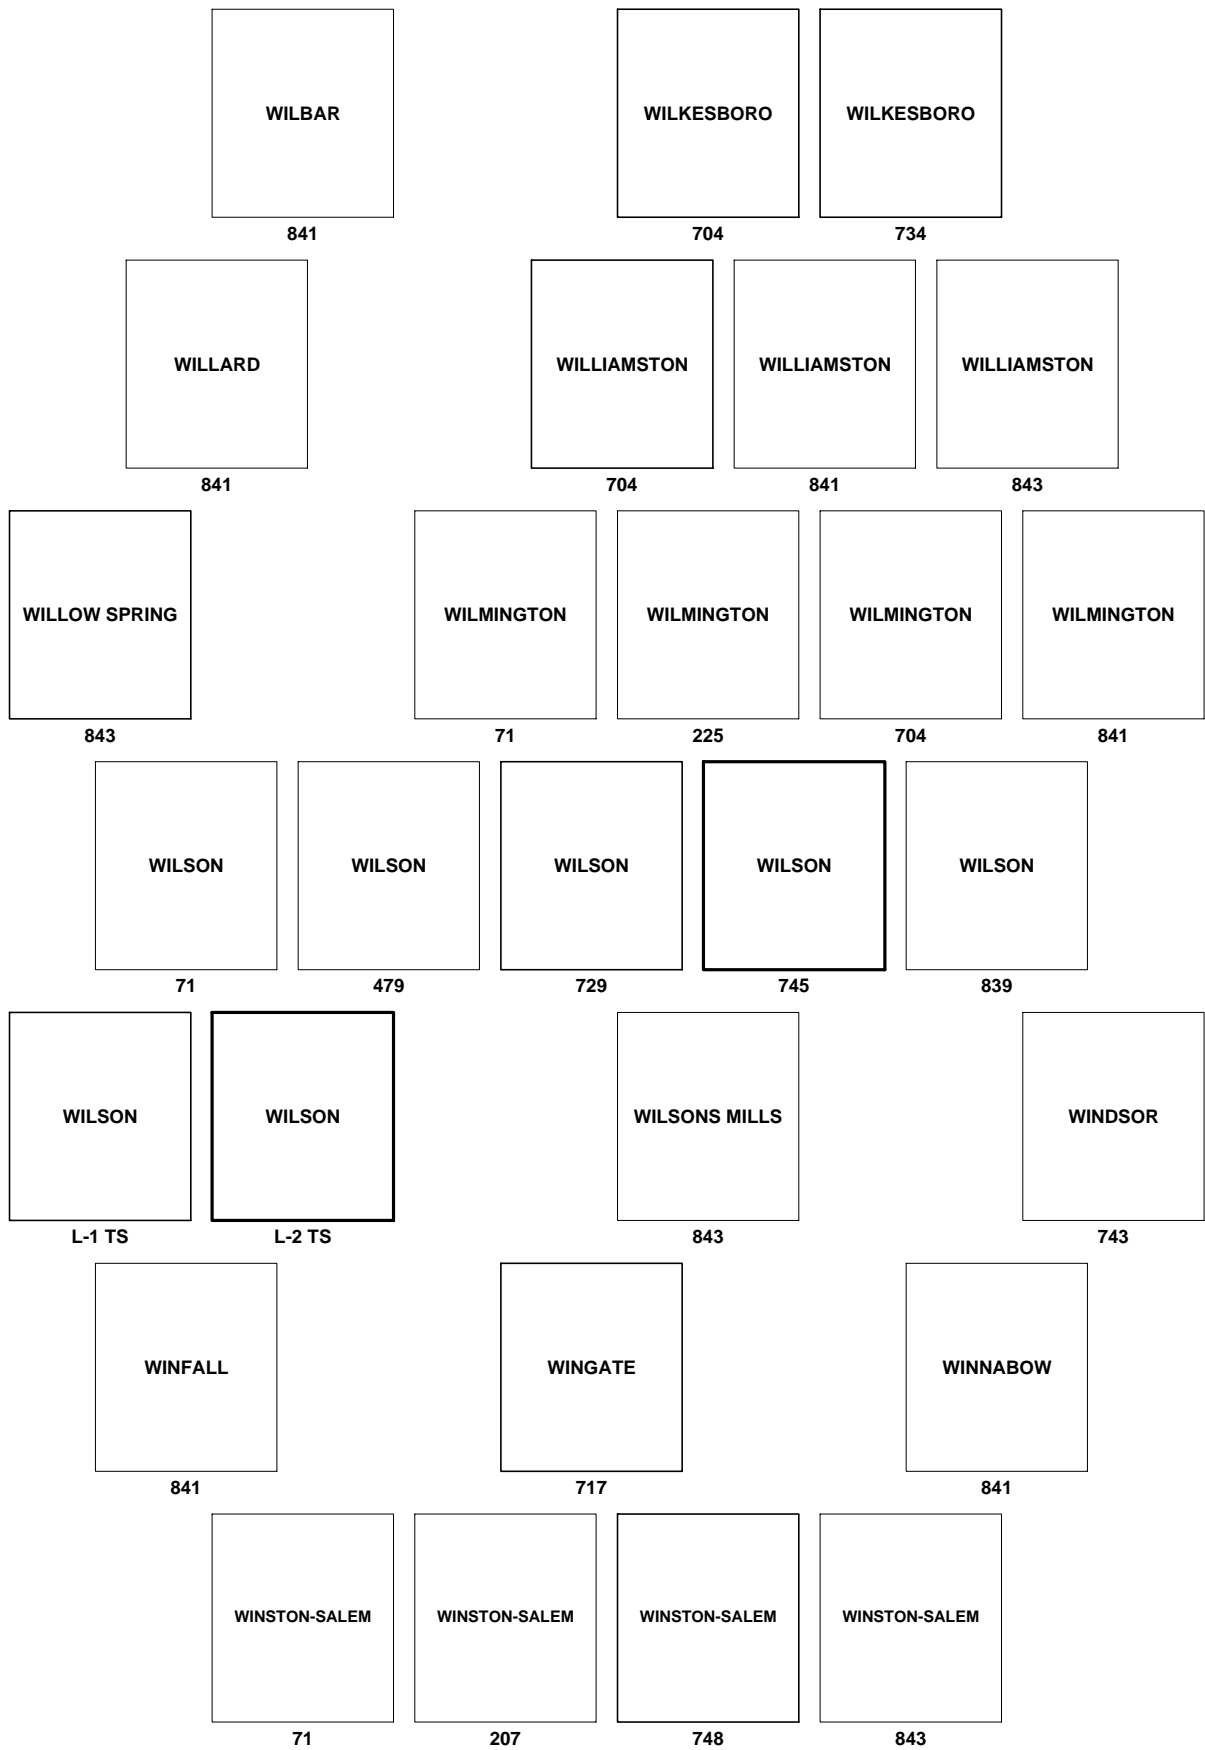 WILBAR WILKESBORO WILKESBORO
841 704 734
WILLARD WILLIAMSTON WILLIAMSTON WILLIAMSTON
841 704 841 843
WILLOW SPRING WILMINGTON WILMINGTON WILMINGTON WILMINGTON
843 71 225 704 841
WILSON WILSON WILSON WILSON WILSON
71 479 729 745 839
WILSON WILSON WILSONS MILLS WINDSOR
L-1 TS L-2 TS 843 743
WINFALL WINGATE WINNABOW
841 717 841
WINSTON-SALEM WINSTON-SALEM WINSTON-SALEM WINSTON-SALEM
71 207 748 843